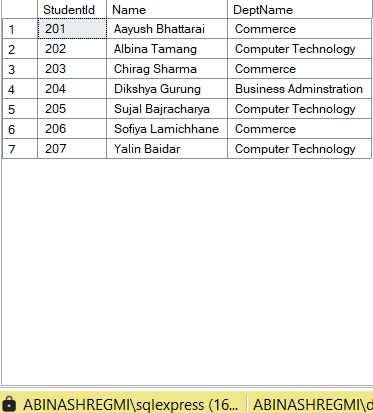 StudentId Name DeptName
1 201 Aayush Bhattarai Commerce
2 202 Albina Tamang Computer Technology
3 203 Chirag Sharma Commerce
4 204 Dikshya Gurung Business Adminstration
5 205 Sujal Bajracharya Computer Technology
6 206 Sofiya Lamichhane Commerce
7 207 Yalin Baidar Computer Technology
ABINASHREGMI\sqlexpress (16... ABINASHREGMI\d